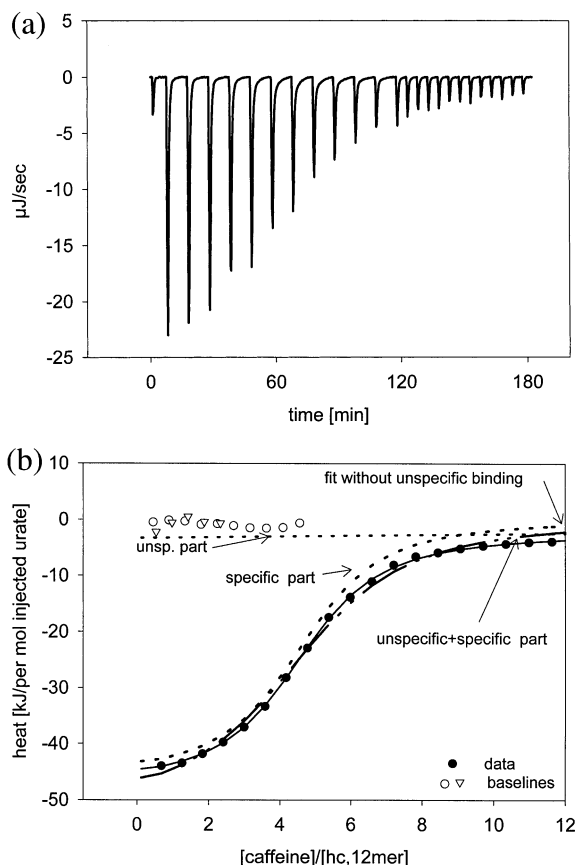 (a)
5
0
-5
-10
-15
-20
-25
µJ/sec
0 60 120 180
time [min]
(b)
10
0
-10
-20
-30
-40
-50
heat [kJ/per mol injected urate]
fit without unspecific binding
unsp. part
specific part
unspecific+specific part
data
baselines
0 2 4 6 8 10 12
[caffeine]/[hc,12mer]